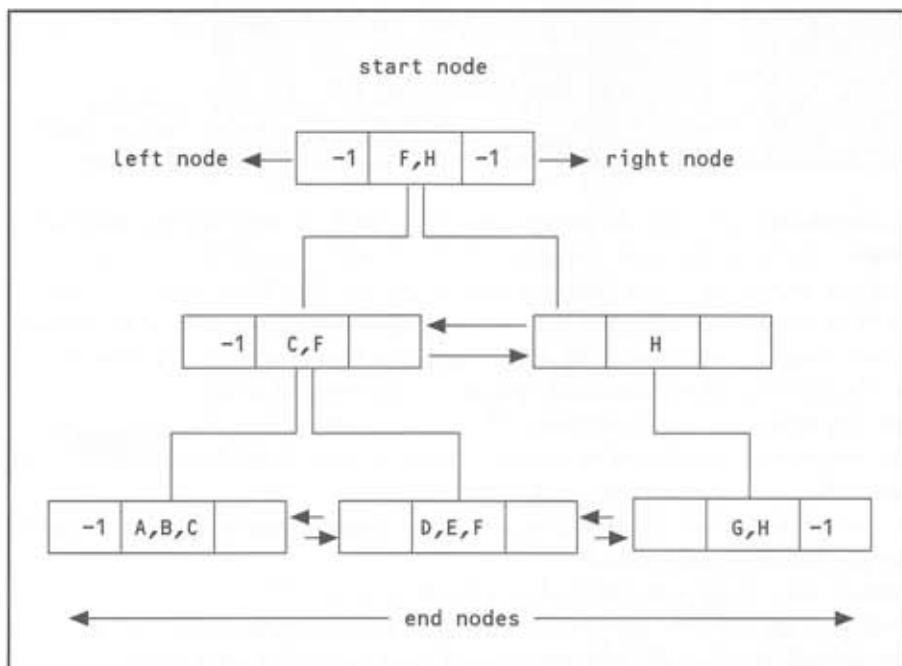 start node
left node -1 F,H -1 right node
-1 C,F H
-1 A,B,C D,E,F G,H -1
end nodes